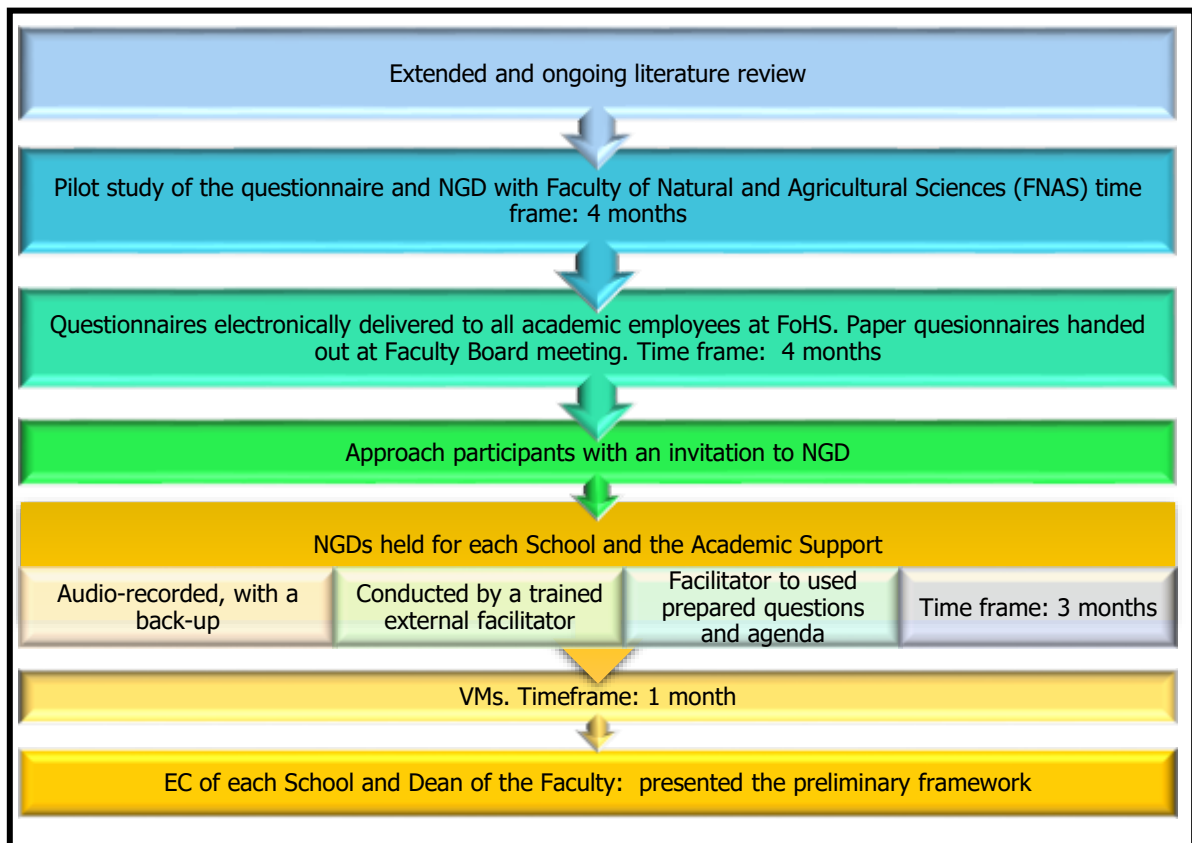 Extended and ongoing literature review
Pilot study of the questionnaire and NGD with Faculty of Natural and Agricultural Sciences (FNAS) time
frame: 4 months
Questionnaires electronically delivered to all academic employees at FoHS. Paper quesionnaires handed
out at Faculty Board meeting. Time frame:  4 months
Approach participants with an invitation to NGD
NGDs held for each School and the Academic Support
Audio-recorded, with a
back-up
Conducted by a trained
external facilitator
Facilitator to used
prepared questions
and agenda
Time frame: 3 months
VMs. Timeframe: 1 month
EC of each School and Dean of the Faculty:  presented the preliminary framework